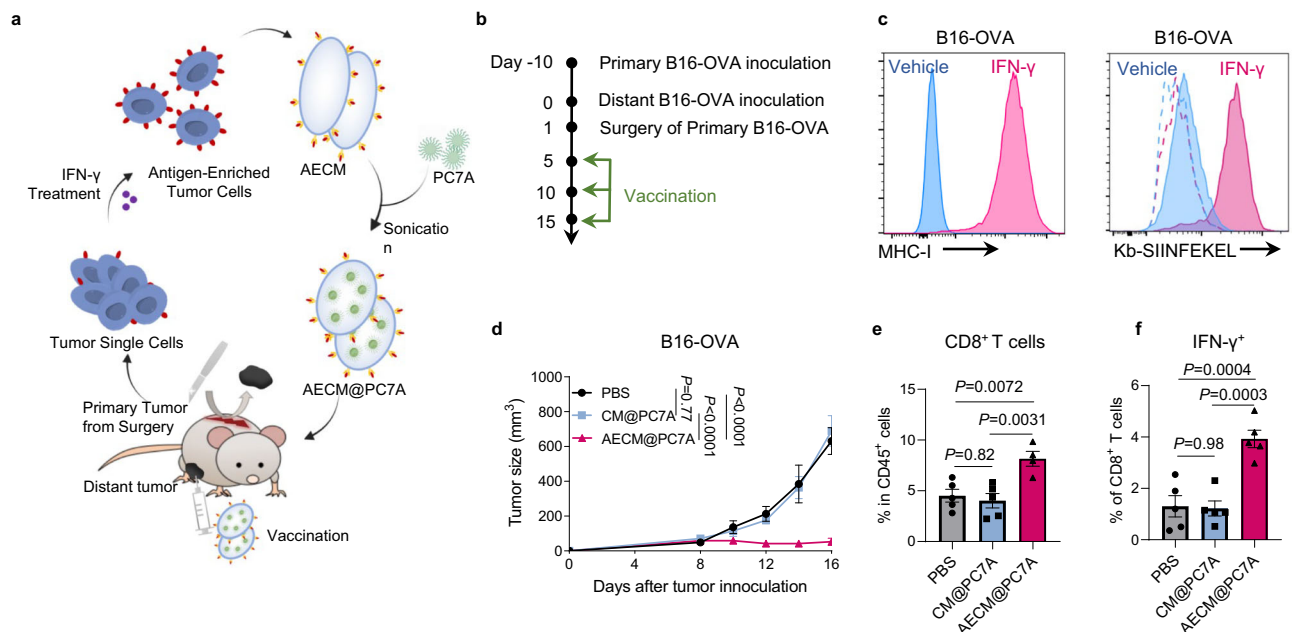 a
IFN-γ
Treatment
Antigen-Enriched
Tumor Cells
AECM
PC7A
Sonicatio
n
Tumor Single Cells
AECM@PC7A
Primary Tumor
from Surgery
Distant tumor
Vaccination
b
Day -10
Primary B16-OVA inoculation
0
Distant B16-OVA inoculation
1
Surgery of Primary B16-OVA
5
10
Vaccination
15
c
B16-OVA
Vehicle
IFN-γ
MHC-I
B16-OVA
Vehicle
IFN-γ
Kb-SIINFEKEL
d
B16-OVA
Tumor size (mm³)
1000
800
600
400
200
0
PBS
CM@PC7A
AECM@PC7A
P=0.77
P<0.0001
P<0.0001
0
4
8
12
16
Days after tumor innoculation
e
CD8⁺ T cells
% in CD45⁺ cells
15
10
5
0
P=0.0072
P=0.0031
P=0.82
PBS
CM@PC7A
AECM@PC7A
f
IFN-γ⁺
% of CD8⁺ T cells
6
4
2
0
P=0.0004
P=0.0003
P=0.98
PBS
CM@PC7A
AECM@PC7A